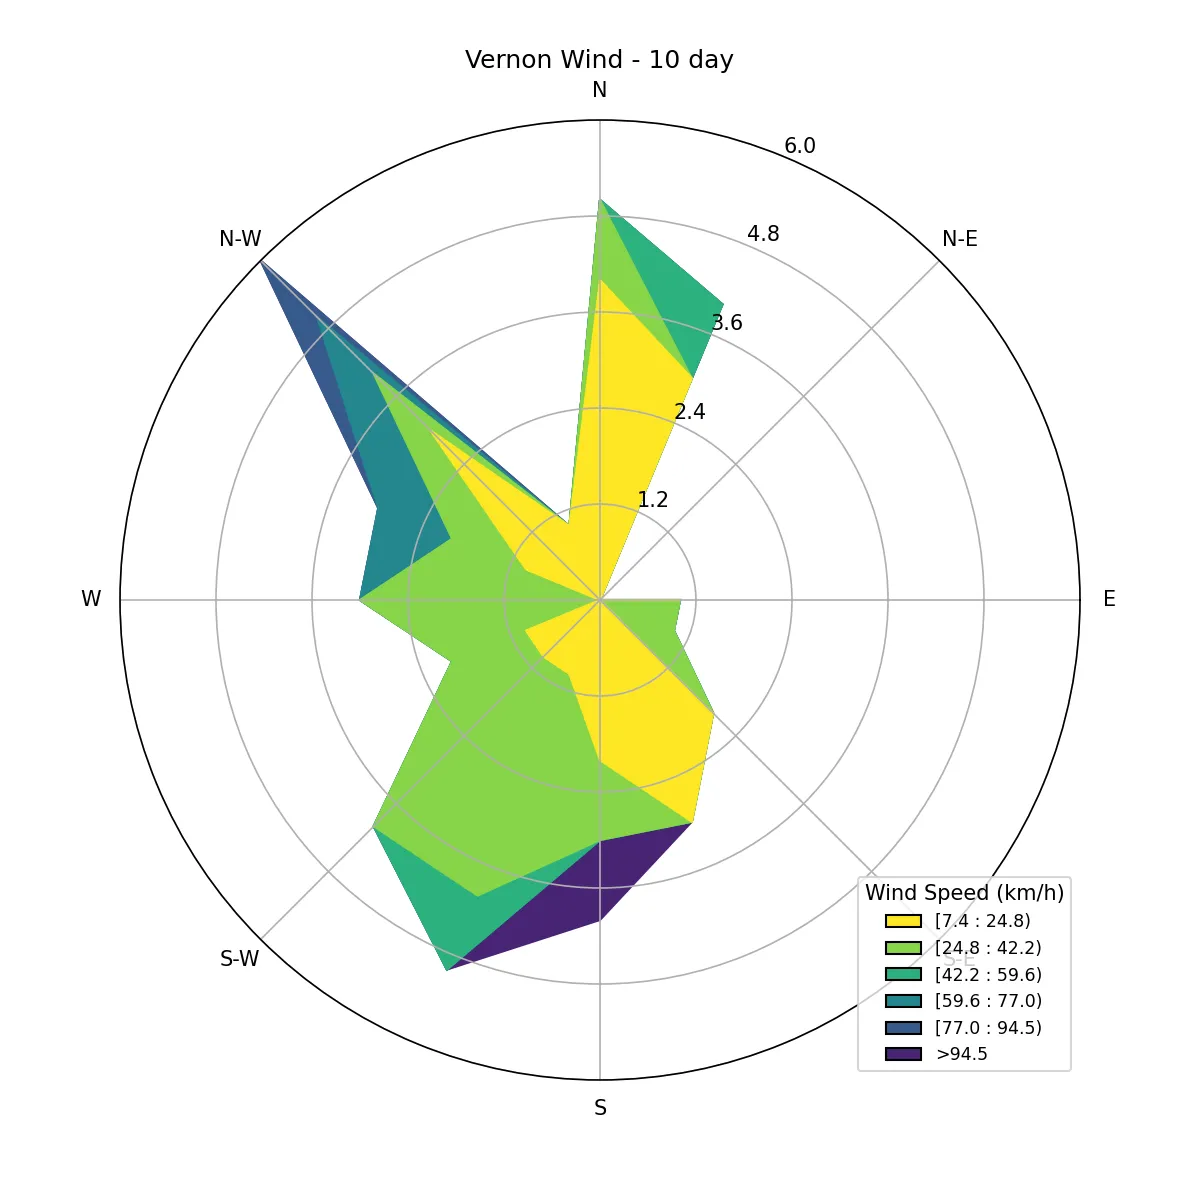 Vernon Wind - 10 day
N
6.0
N-W
N-E
4.8
3.6
2.4
1.2
W
E
Wind Speed (km/h)
[7.4 : 24.8)
[24.8 : 42.2)
S-W
S-E
[42.2 : 59.6)
[59.6 : 77.0)
[77.0 : 94.5)
>94.5
S